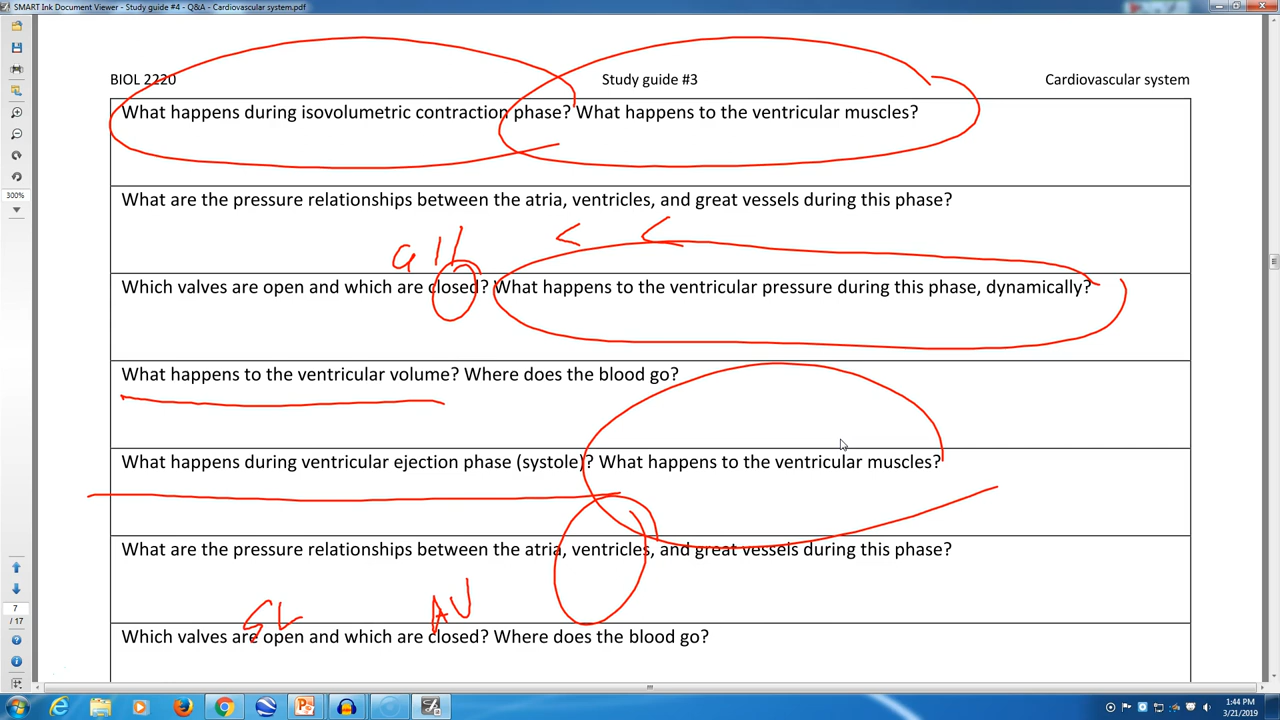 SMART Ink Document Viewer - Study guide #4 - Q&A - Cardiovascular system.pdf
BIOL 2220 Study guide #3 Cardiovascular system
What happens during isovolumetric contraction phase? What happens to the ventricular muscles?
What are the pressure relationships between the atria, ventricles, and great vessels during this phase?
< <
all
Which valves are open and which are closed? What happens to the ventricular pressure during this phase, dynamically?
What happens to the ventricular volume? Where does the blood go?
What happens during ventricular ejection phase (systole)? What happens to the ventricular muscles?
What are the pressure relationships between the atria, ventricles, and great vessels during this phase?
SL AV
Which valves are open and which are closed? Where does the blood go?
300%
7
/ 17
1:44 PM
3/21/2019